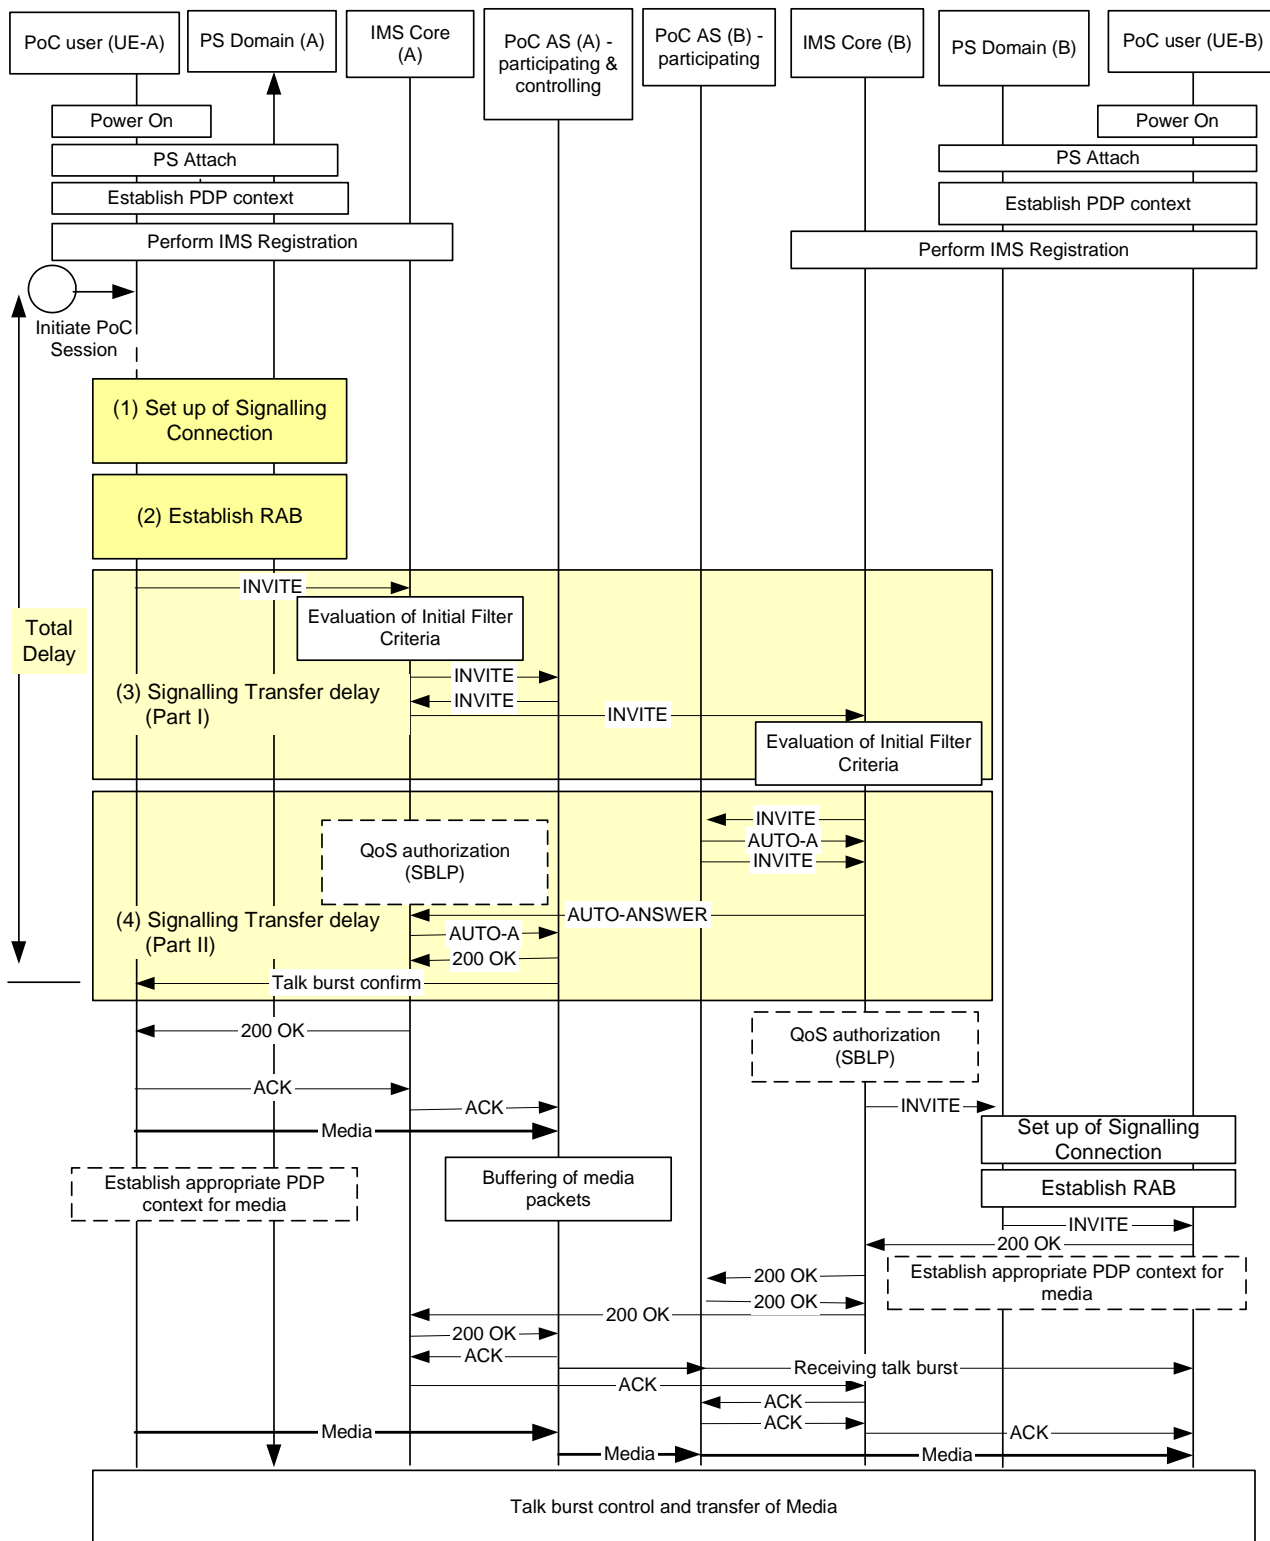 PoC user (UE-A)
PS Domain (A)
IMS Core
(A)
PoC AS (A) -
participating &
controlling
PoC AS (B) -
participating
IMS Core (B)
PS Domain (B)
PoC user (UE-B)
Power On
Power On
PS Attach
PS Attach
Establish PDP context
Establish PDP context
Perform IMS Registration
Perform IMS Registration
Initiate PoC
Session
(1) Set up of Signalling
Connection
(2) Establish RAB
Total
Delay
INVITE
Evaluation of Initial Filter
Criteria
INVITE
(3) Signalling Transfer delay
(Part I)
INVITE
INVITE
Evaluation of Initial Filter
Criteria
INVITE
QoS authorization
(SBLP)
AUTO-A
INVITE
AUTO-ANSWER
(4) Signalling Transfer delay
(Part II)
AUTO-A
200 OK
Talk burst confirm
200 OK
QoS authorization
(SBLP)
ACK
ACK
INVITE
Media
Set up of Signalling
Connection
Establish appropriate PDP
context for media
Buffering of media
packets
Establish RAB
INVITE
200 OK
200 OK
Establish appropriate PDP context for
media
200 OK
200 OK
200 OK
ACK
Receiving talk burst
ACK
ACK
ACK
ACK
Media
Media
Media
Talk burst control and transfer of Media